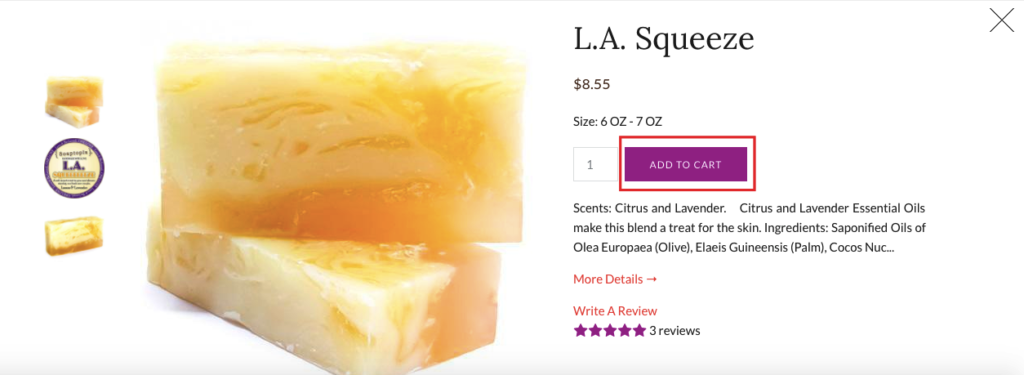 L.A. Squeeze
$8.55
Size: 6 OZ - 7 OZ
1
ADD TO CART
Scents: Citrus and Lavender. Citrus and Lavender Essential Oils
make this blend a treat for the skin. Ingredients: Saponified Oils of
Olea Europaea (Olive), Elaeis Guineensis (Palm), Cocos Nuc...
More Details →
Write A Review
3 reviews
Soaptopia
L.A.